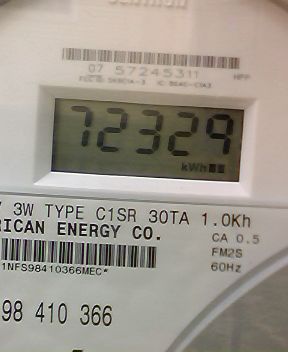 07 57245311 HPP
72329
kWh
3W TYPE C1SR 30TA 1.0Kh
RICAN ENERGY CO.
CA 0.5
FM2S
60Hz
1NFS98410366MEC*
98 410 366